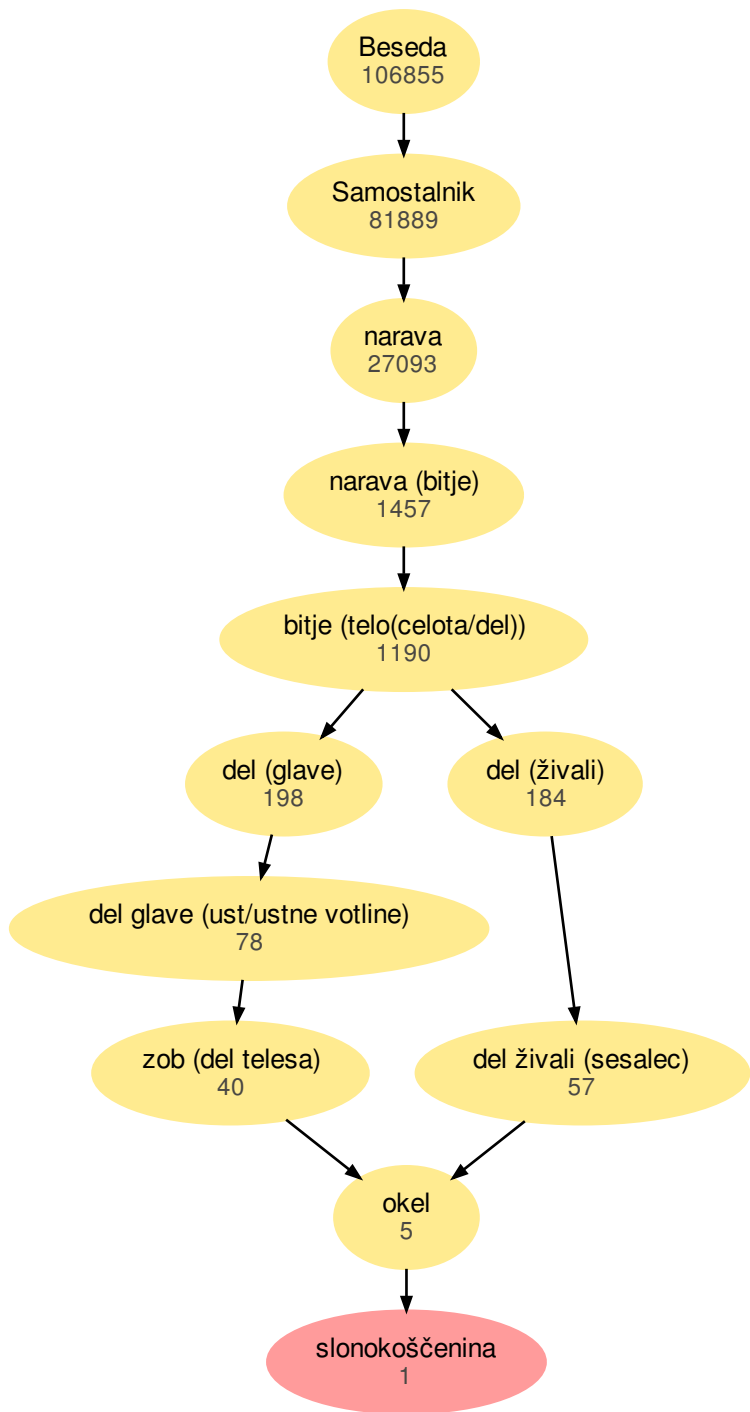 Beseda
106855
Samostalnik
81889
narava
27093
narava (bitje)
1457
bitje (telo(celota/del))
1190
del (glave)
198
del (živali)
184
del glave (ust/ustne votline)
78
zob (del telesa)
40
del živali (sesalec)
57
okel
5
slonokoščenina
1